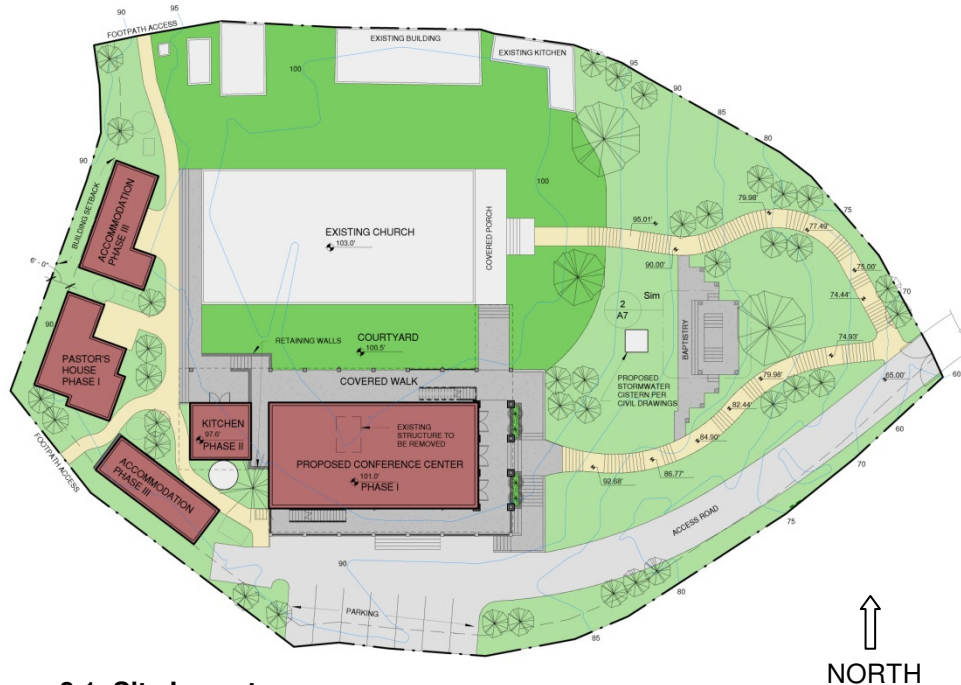 FOOTPATH ACCESS
90
95
EXISTING BUILDING
EXISTING KITCHEN
100
95
90
85
80
90
BUILDING SETBACK
ACCOMMODATION
PHASE III
EXISTING CHURCH
103.0'
COVERED PORCH
100
95.01'
90.00'
79.98'
77.49'
75
75.00'
74.44'
70
6' - 0"
90
PASTOR'S
HOUSE
PHASE I
RETAINING WALLS
COURTYARD
100.5'
COVERED WALK
2
A7
Sim
BAPTISTRY
PROPOSED
STORMWATER
CISTERN PER
CIVIL DRAWINGS
74.93'
79.98'
82.44'
84.90'
86.77'
92.68'
65.00'
60
60
KITCHEN
97.6'
PHASE II
EXISTING
STRUCTURE TO
BE REMOVED
PROPOSED CONFERENCE CENTER
101.0'
PHASE I
FOOTPATH ACCESS
ACCOMMODATION
PHASE III
ACCESS ROAD
70
75
80
85
90
PARKING
NORTH